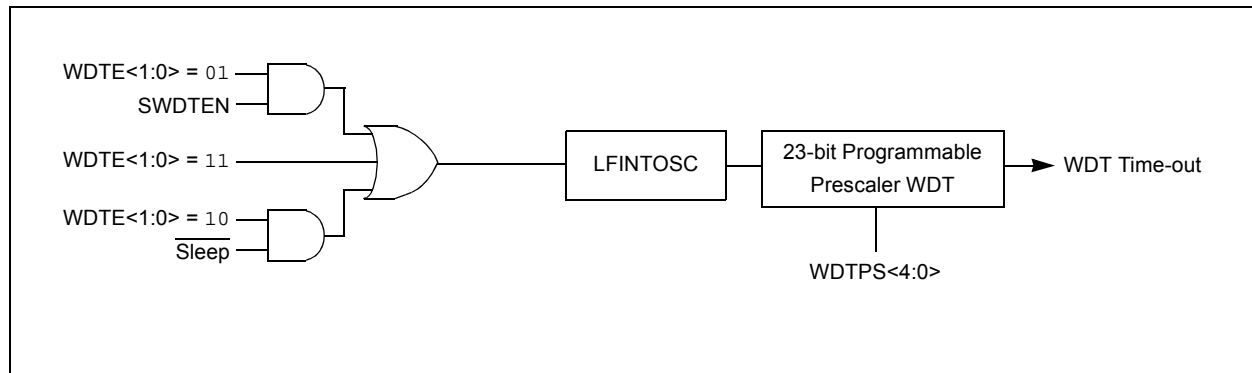 WDTE<1:0> = 01
SWDTEN
WDTE<1:0> = 11
WDTE<1:0> = 10
Sleep
LFINTOSC
23-bit Programmable
Prescaler WDT
WDT Time-out
WDTPS<4:0>